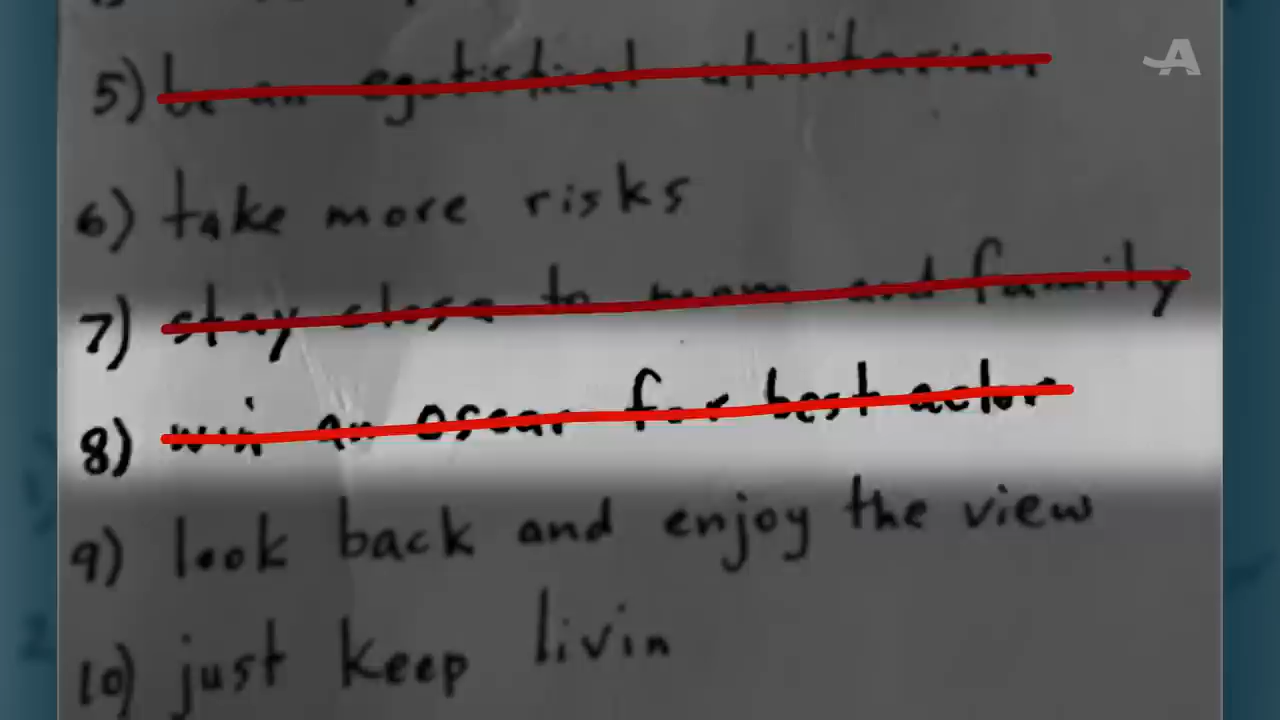 5) be an egotistical utilitarian
6) take more risks
7) stay close to mom and family
8) win an oscar for best actor
9) look back and enjoy the view
10) just keep livin